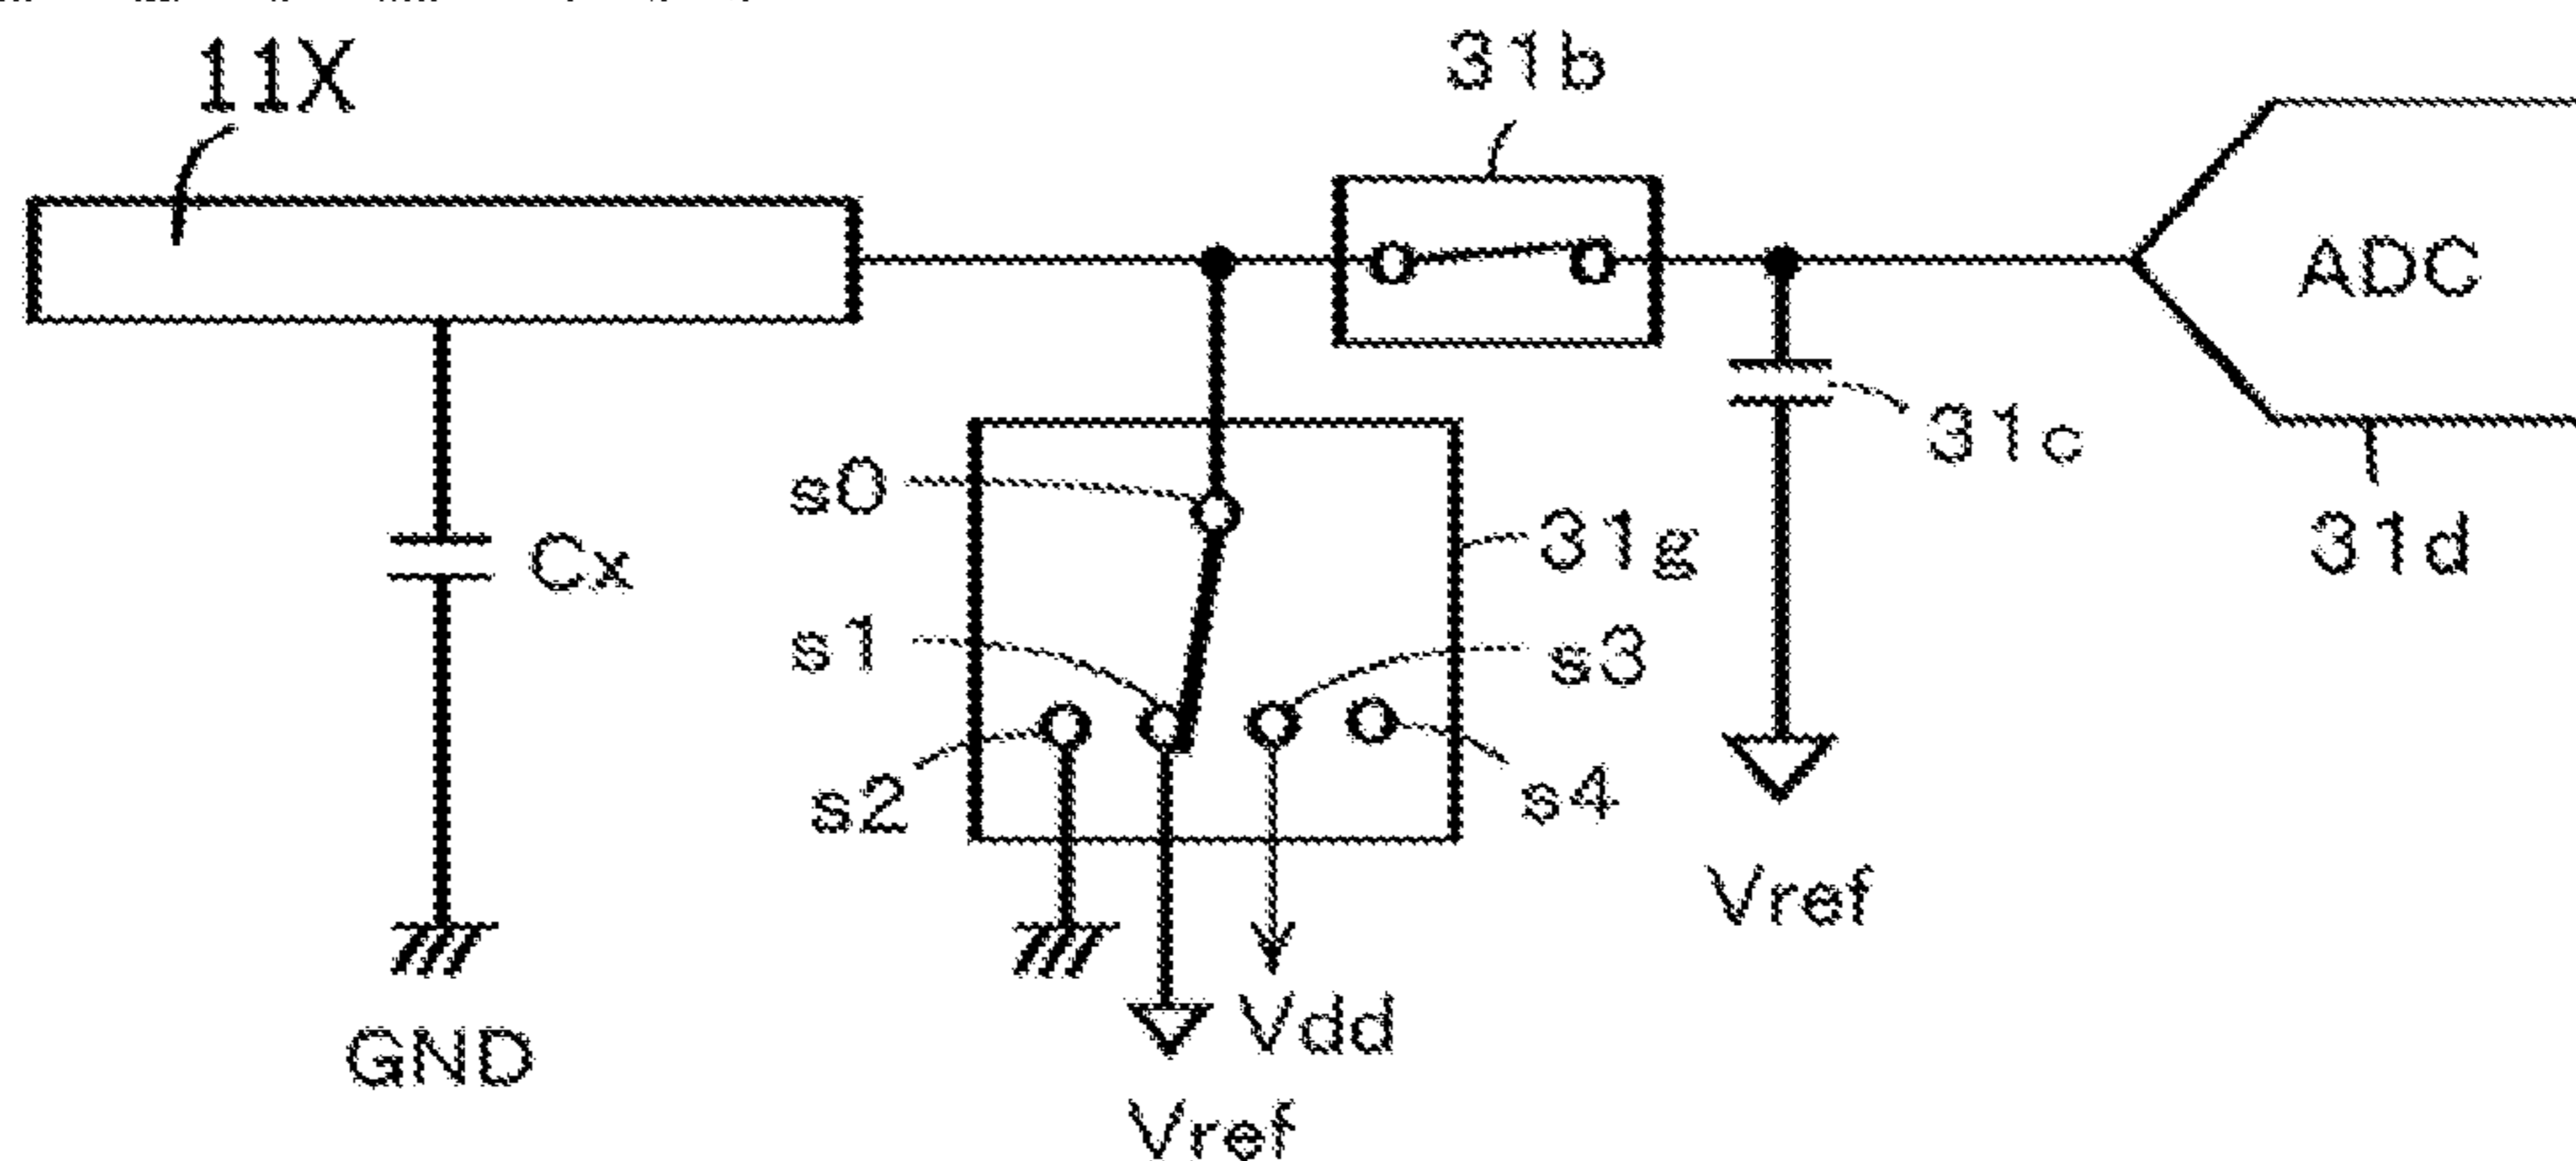 11X
31b
ADC
31c
s0
31g
31d
Cx
s1
s3
s2
s4
Vref
GND
Vdd
Vref